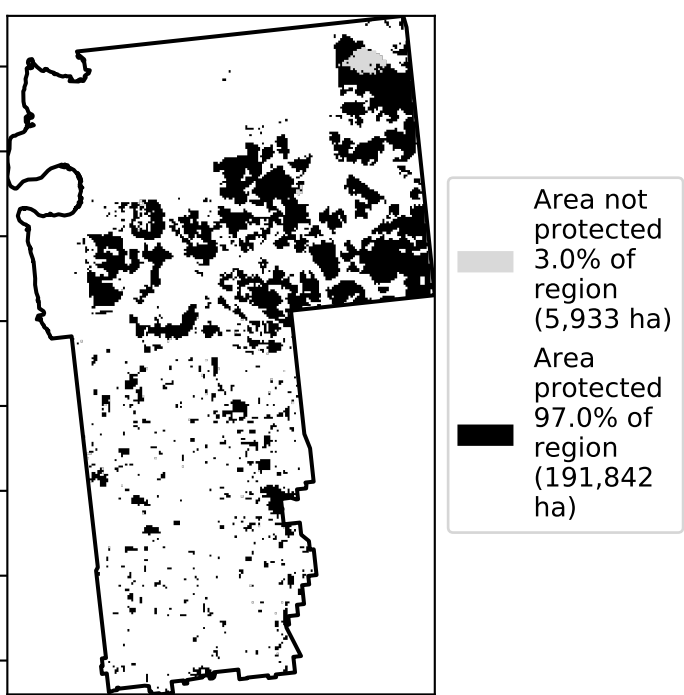 Area not
protected
3.0% of
region
(5,933 ha)
Area
protected
97.0% of
region
(191,842
ha)